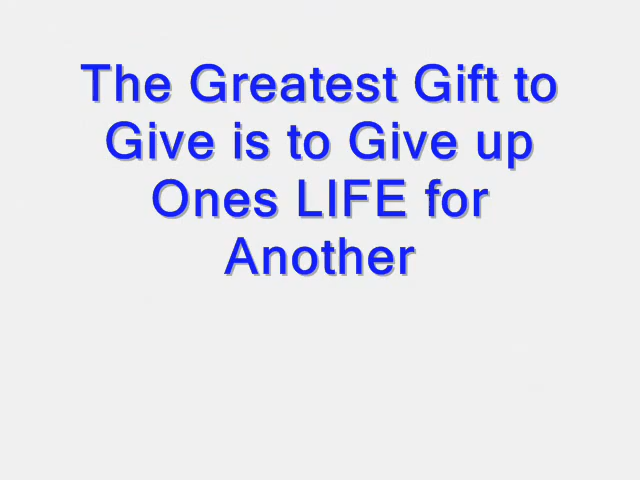 The Greatest Gift to
Give is to Give up
Ones LIFE for
Another